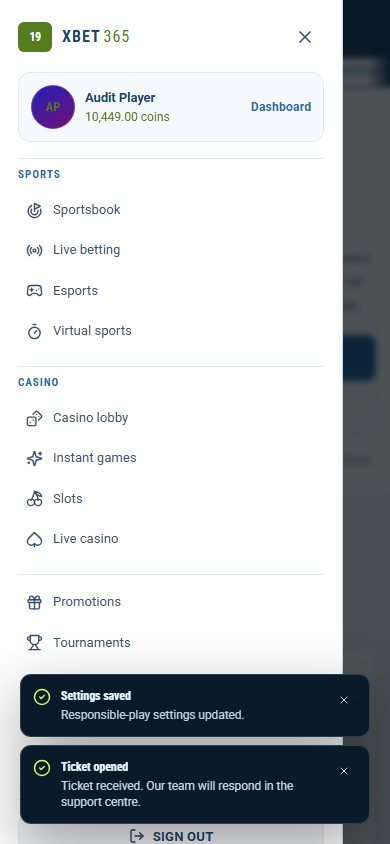 19 XBET 365
AP
Audit Player
10,449.00 coins
Dashboard
SPORTS
Sportsbook
Live betting
Esports
Virtual sports
CASINO
Casino lobby
Instant games
Slots
Live casino
Promotions
Tournaments
Settings saved
Responsible-play settings updated.
Ticket opened
Ticket received. Our team will respond in the
support centre.
SIGN OUT